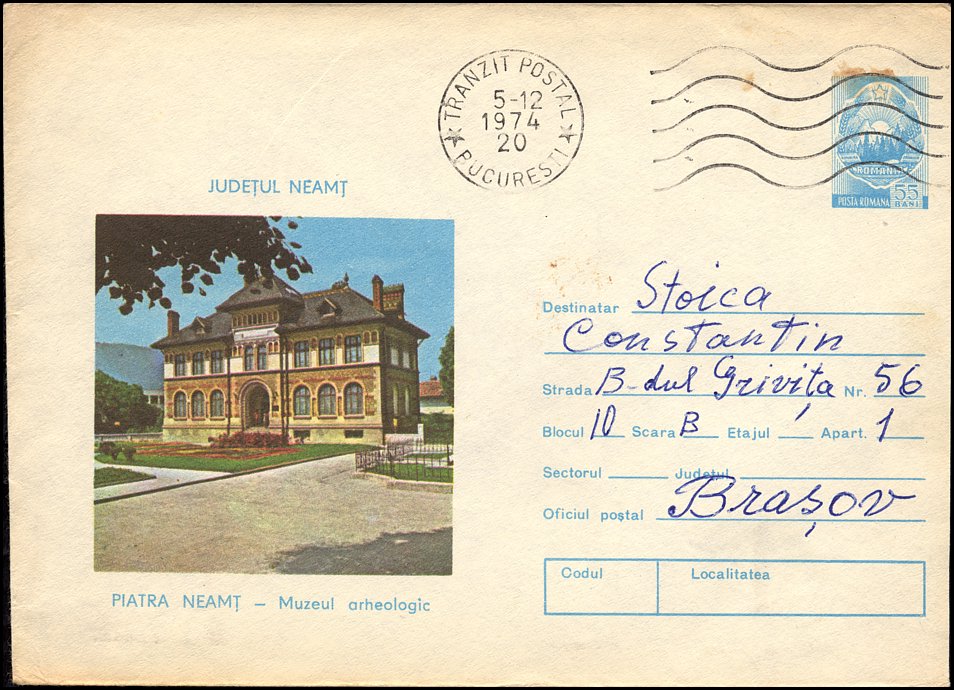 TRANZIT POSTAL
5-12
1974
20
BUCUREȘTI
ROMANIA
POSTA ROMANA 55 BANI
JUDEȚUL NEAMȚ
Destinatar Stoica
Constantin
Strada B-dul Grivița Nr. 56
Blocul 10 Scara B Etajul Apart. 1
Sectorul Județul
Oficiul poștal Brașov
Codul Localitatea
PIATRA NEAMȚ – Muzeul arheologic